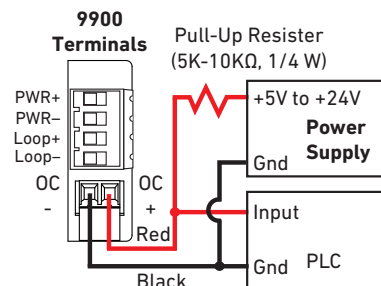 9900
Terminals
Pull-Up Resister
(5K-10KΩ, 1/4 W)
PWR+
PWR–
Loop+
Loop–
+5V to +24V
Power
Supply
Gnd
OC
-
OC
+
Red
Black
Input
Gnd
PLC